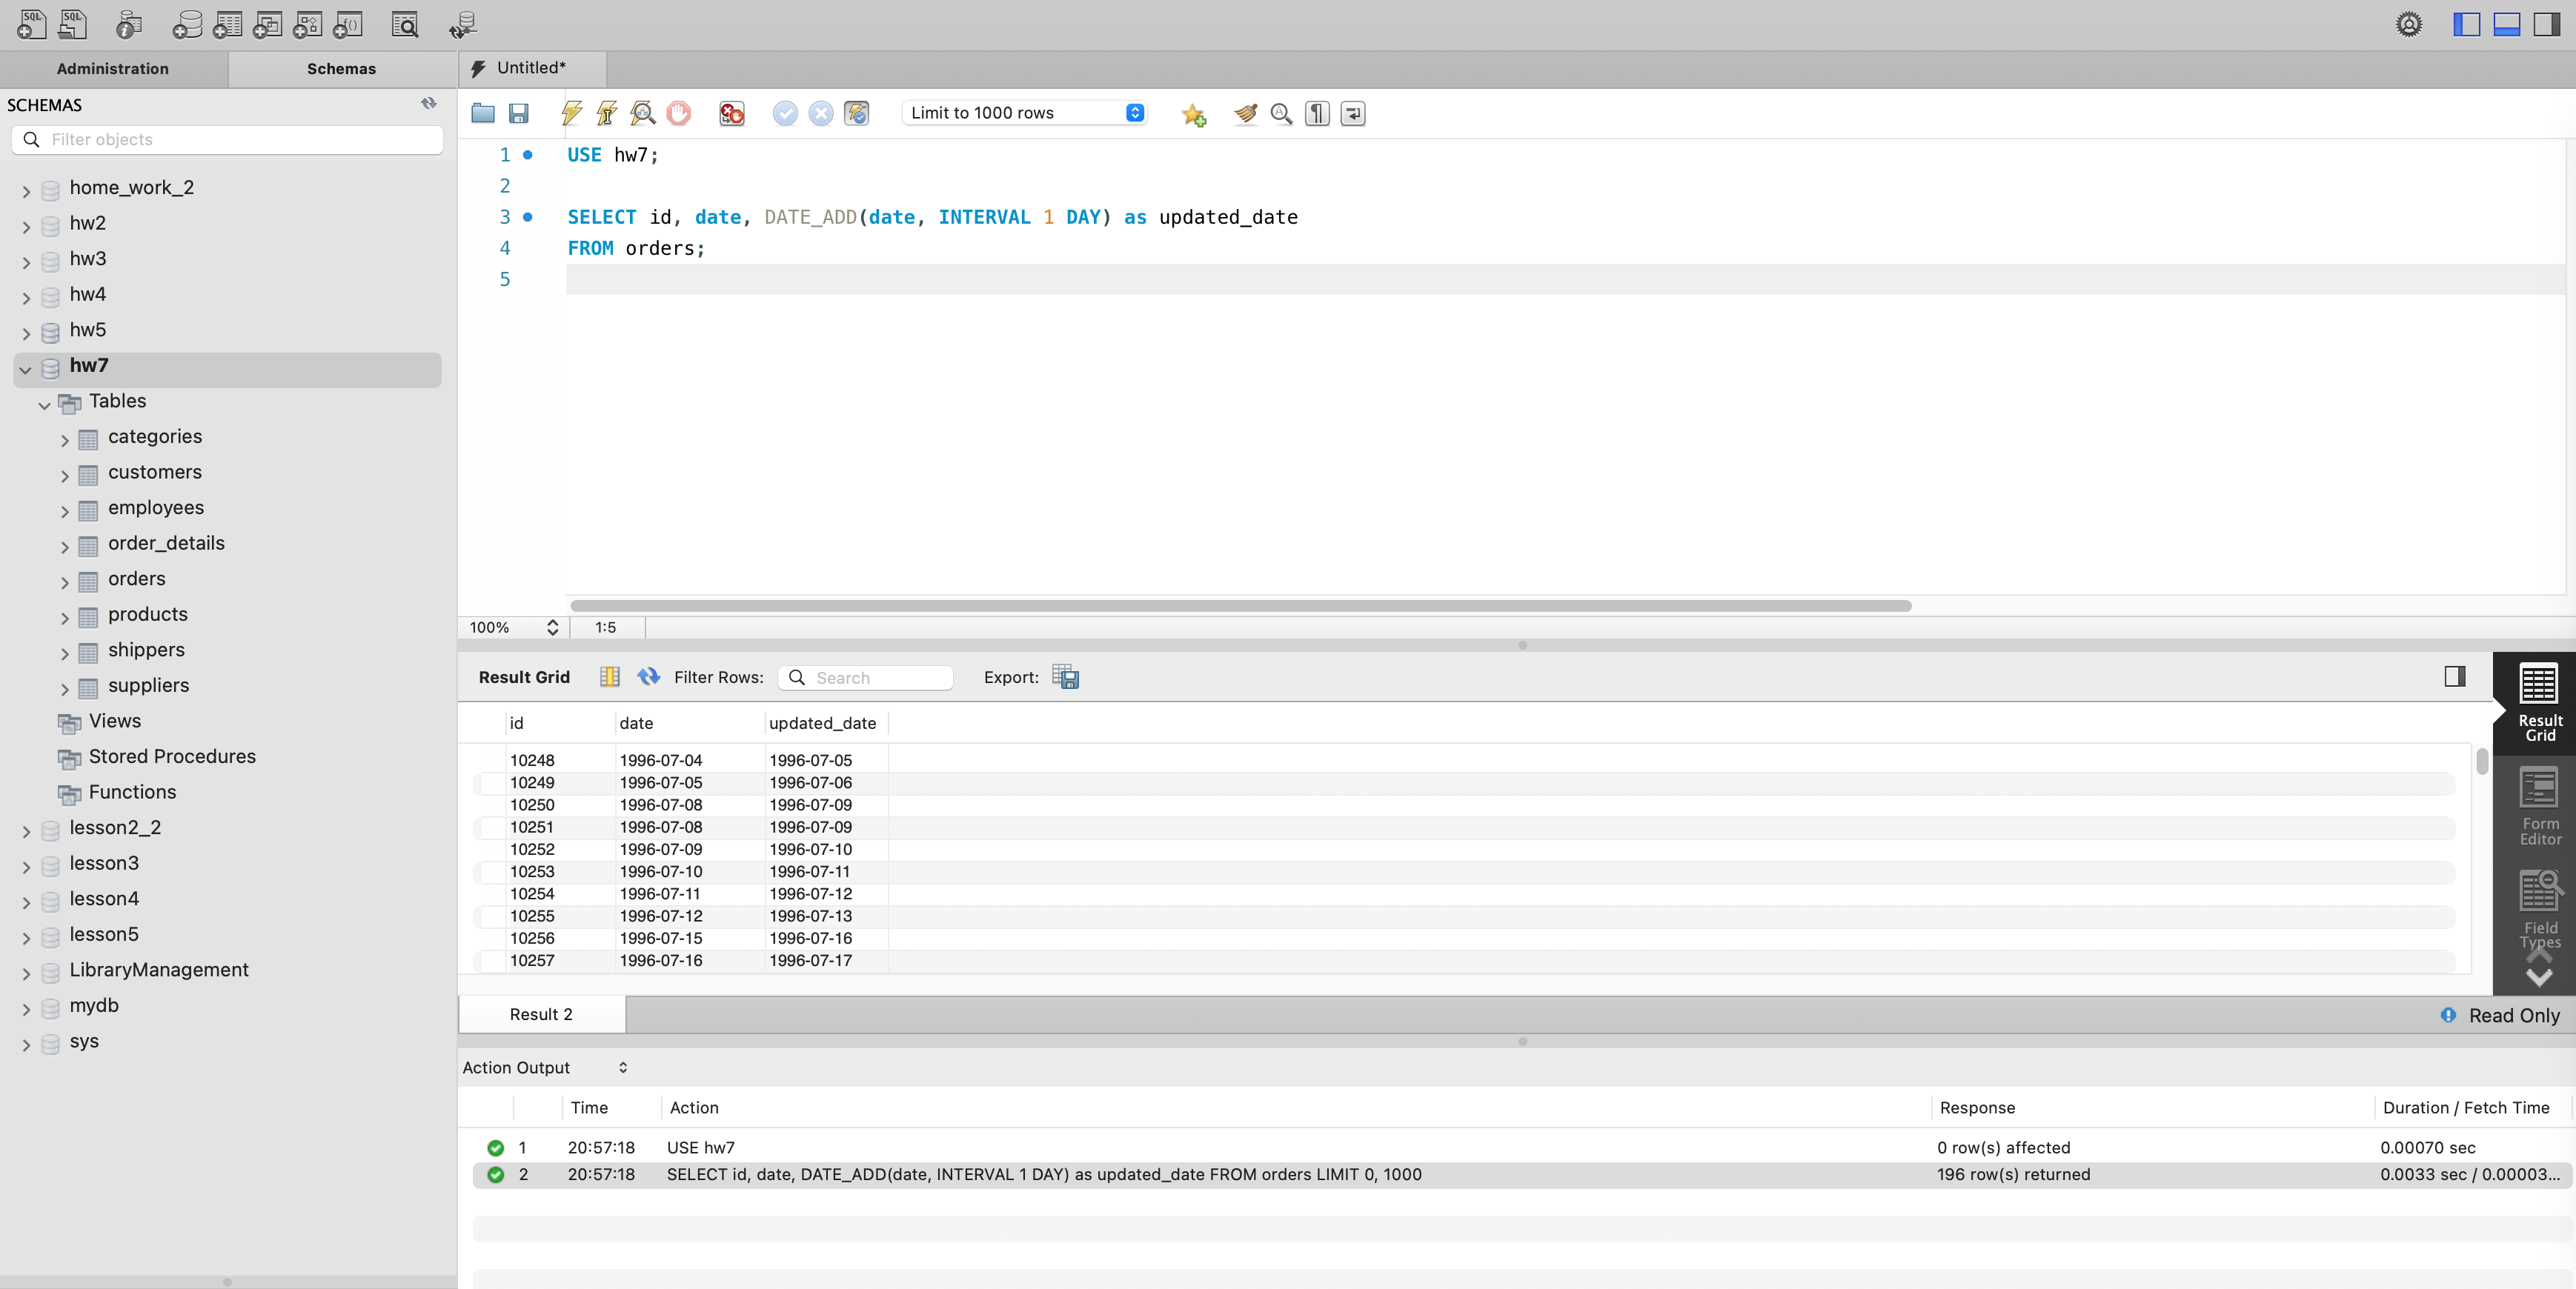 SQL SQL
Administration Schemas Untitled*
SCHEMAS
Filter objects
Limit to 1000 rows
home_work_2
hw2
hw3
hw4
hw5
hw7
Tables
categories
customers
employees
order_details
orders
products
shippers
suppliers
Views
Stored Procedures
Functions
lesson2_2
lesson3
lesson4
lesson5
LibraryManagement
mydb
sys
1 USE hw7;
2
3 SELECT id, date, DATE_ADD(date, INTERVAL 1 DAY) as updated_date
4 FROM orders;
5
100% 1:5
Result Grid Filter Rows: Search Export:
id date updated_date
10248 1996-07-04 1996-07-05
10249 1996-07-05 1996-07-06
10250 1996-07-08 1996-07-09
10251 1996-07-08 1996-07-09
10252 1996-07-09 1996-07-10
10253 1996-07-10 1996-07-11
10254 1996-07-11 1996-07-12
10255 1996-07-12 1996-07-13
10256 1996-07-15 1996-07-16
10257 1996-07-16 1996-07-17
Result
Grid
Form
Editor
Field
Types
Result 2 Read Only
Action Output
Time Action Response Duration / Fetch Time
1 20:57:18 USE hw7 0 row(s) affected 0.00070 sec
2 20:57:18 SELECT id, date, DATE_ADD(date, INTERVAL 1 DAY) as updated_date FROM orders LIMIT 0, 1000 196 row(s) returned 0.0033 sec / 0.00003...